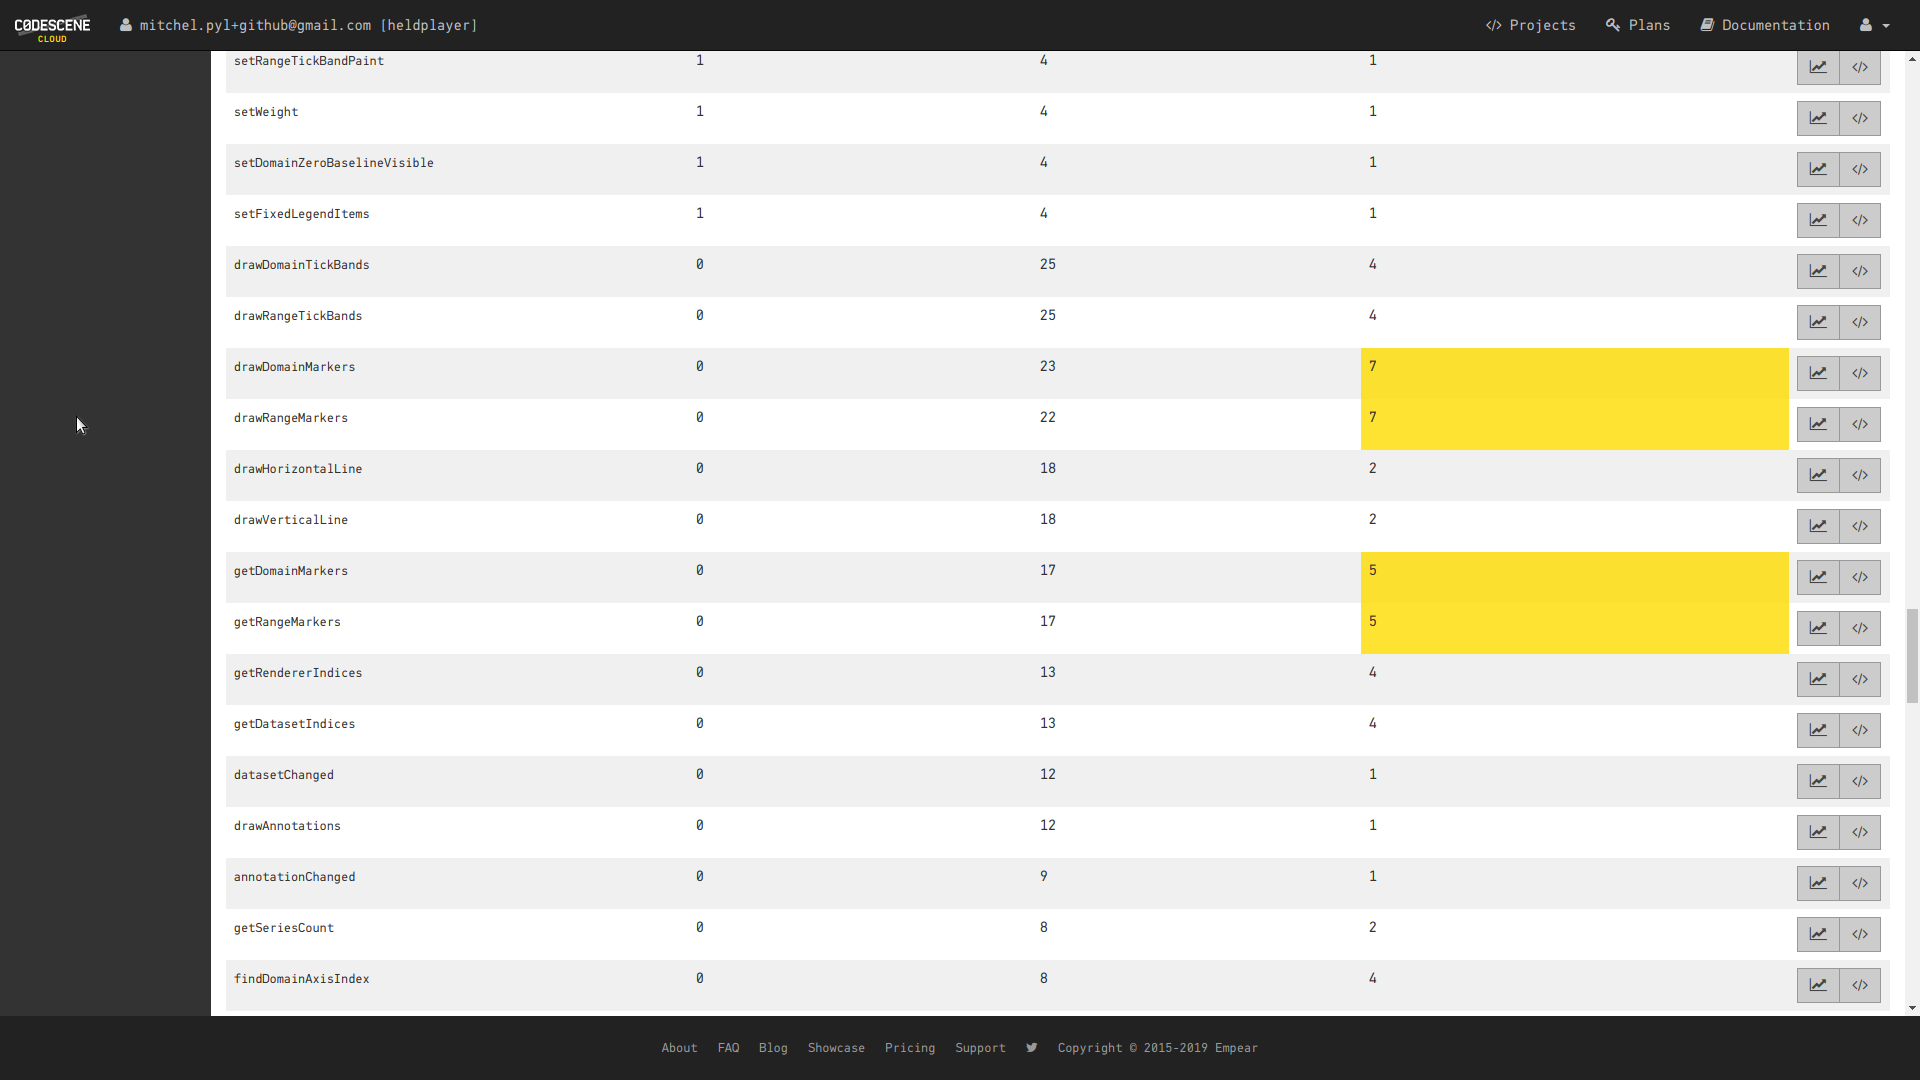 CODESCENE
CLOUD
mitchel.pyl+github@gmail.com [heldplayer]
Projects
Plans
Documentation
setRangeTickBandPaint 1 4 1
setWeight 1 4 1
setDomainZeroBaselineVisible 1 4 1
setFixedLegendItems 1 4 1
drawDomainTickBands 0 25 4
drawRangeTickBands 0 25 4
drawDomainMarkers 0 23 7
drawRangeMarkers 0 22 7
drawHorizontalLine 0 18 2
drawVerticalLine 0 18 2
getDomainMarkers 0 17 5
getRangeMarkers 0 17 5
getRendererIndices 0 13 4
getDatasetIndices 0 13 4
datasetChanged 0 12 1
drawAnnotations 0 12 1
annotationChanged 0 9 1
getSeriesCount 0 8 2
findDomainAxisIndex 0 8 4
About FAQ Blog Showcase Pricing Support Copyright © 2015-2019 Empear